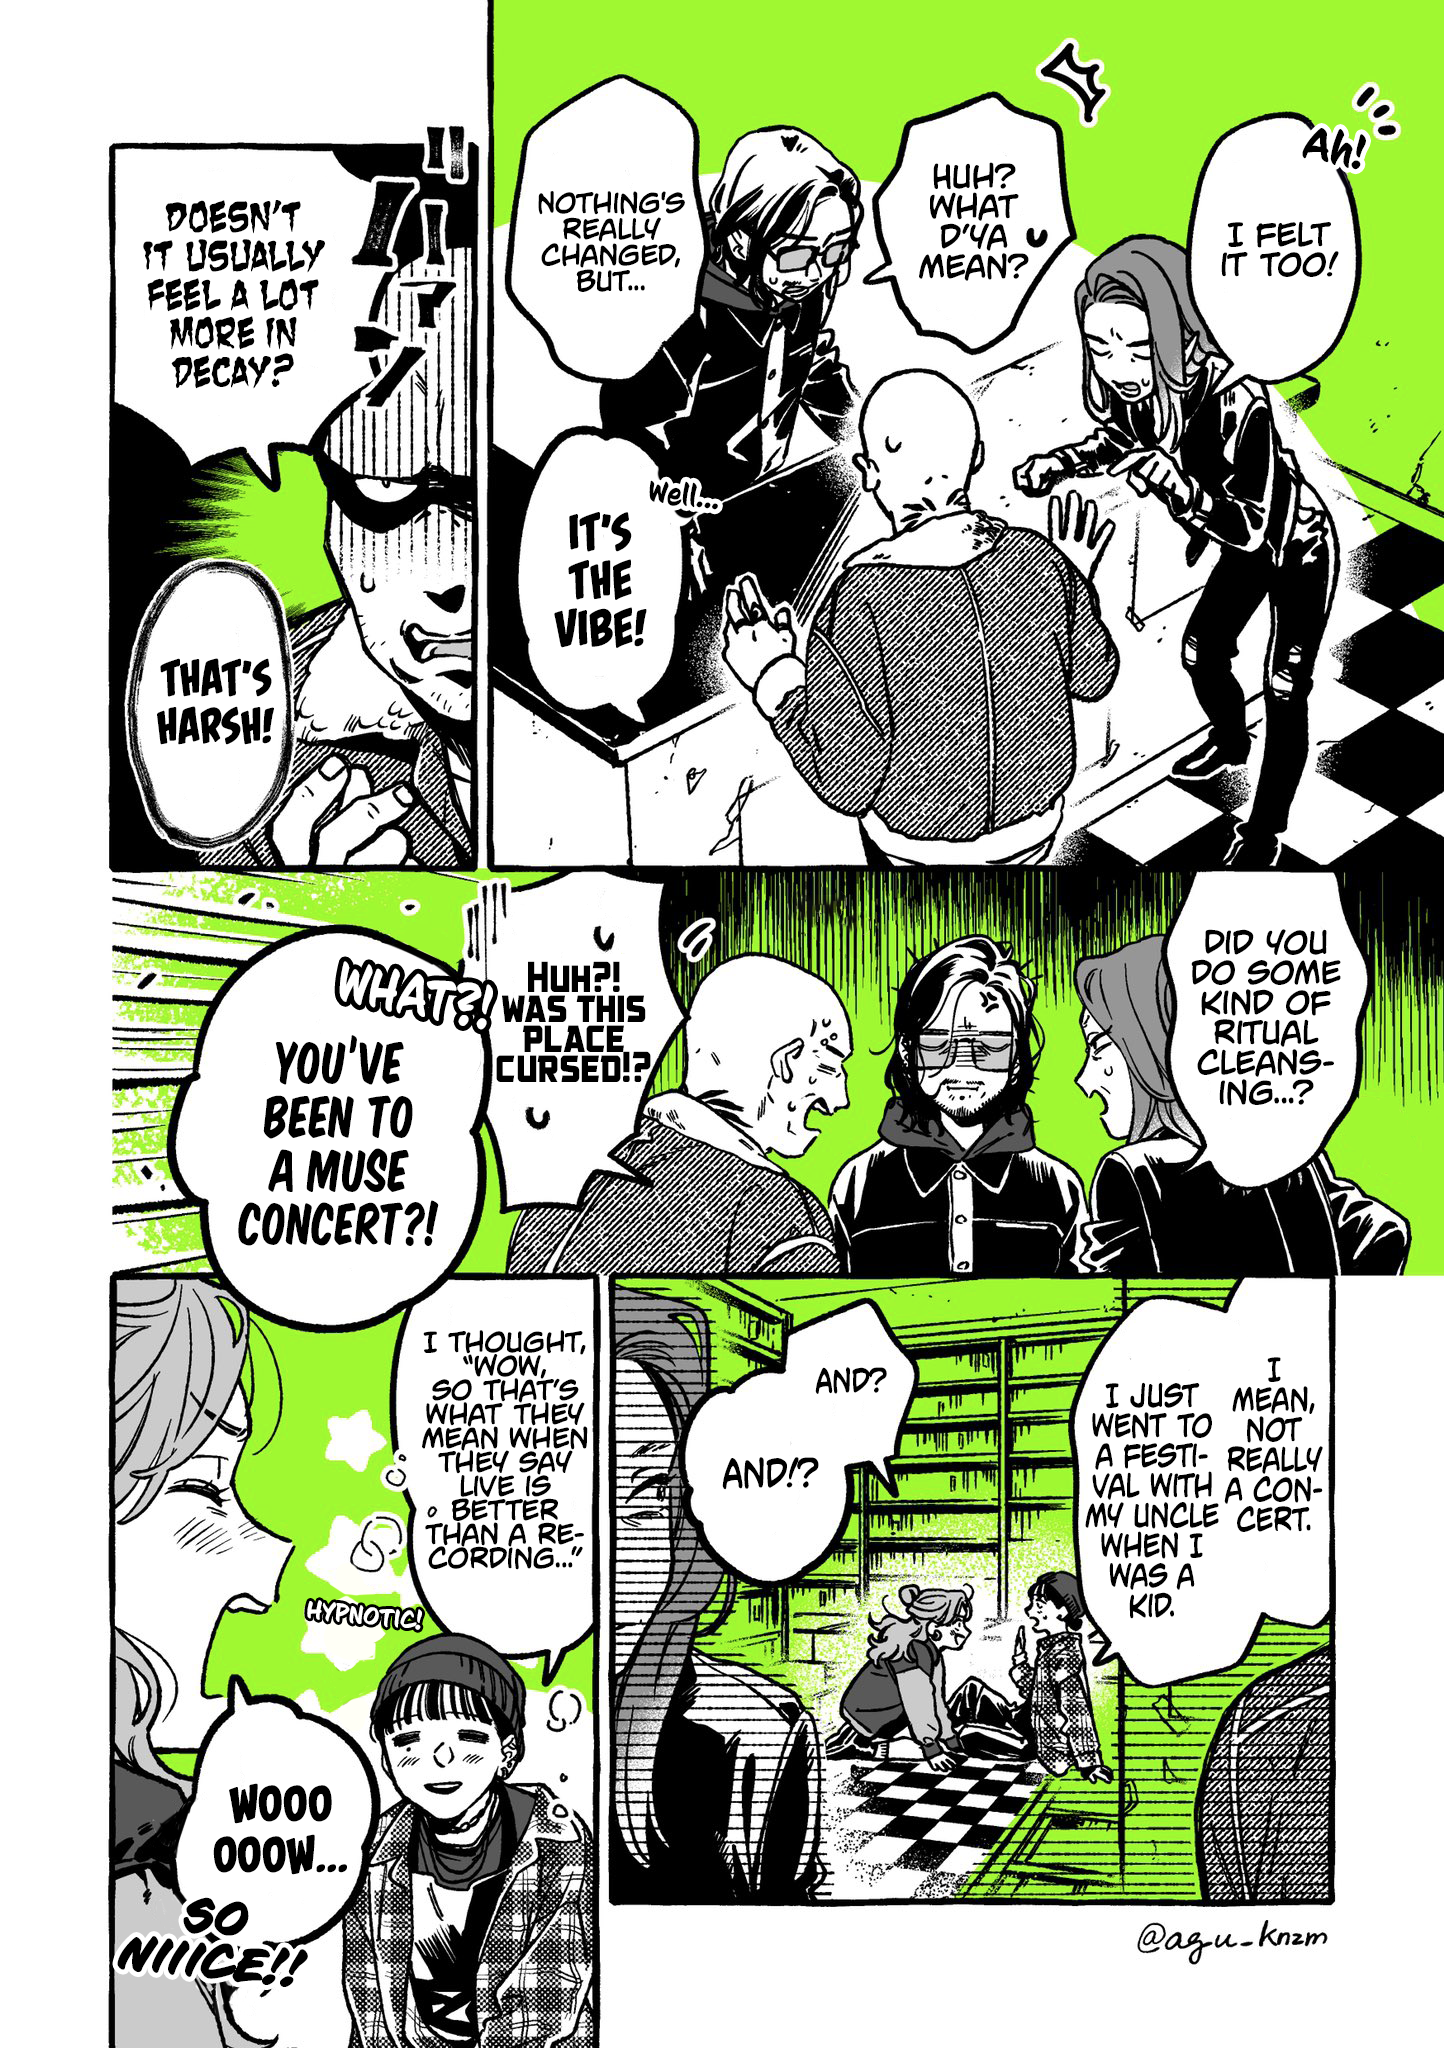 Ah!
I FELT
IT TOO!
HUH?
WHAT
D'YA
MEAN?
NOTHING'S
REALLY
CHANGED,
BUT...
Well...
IT'S
THE
VIBE!
DOESN'T
IT USUALLY
FEEL A LOT
MORE IN
DECAY?
バァン
THAT'S
HARSH!
DID YOU
DO SOME
KIND OF
RITUAL
CLEANS-
ING...?
HUH?!
WAS THIS
PLACE
CURSED!?
WHAT?!
YOU'VE
BEEN TO
A MUSE
CONCERT?!
I
MEAN,
NOT
REALLY
A CON-
CERT.
I JUST
WENT TO
A FESTI-
VAL WITH
MY UNCLE
WHEN I
WAS A
KID.
AND?
AND!?
I THOUGHT,
"WOW,
SO THAT'S
WHAT THEY
MEAN WHEN
THEY SAY
LIVE IS
BETTER
THAN A RE-
CORDING..."
HYPNOTIC!
WOOO
OOOW...
SO
NIIICE!!
@agu_knzm